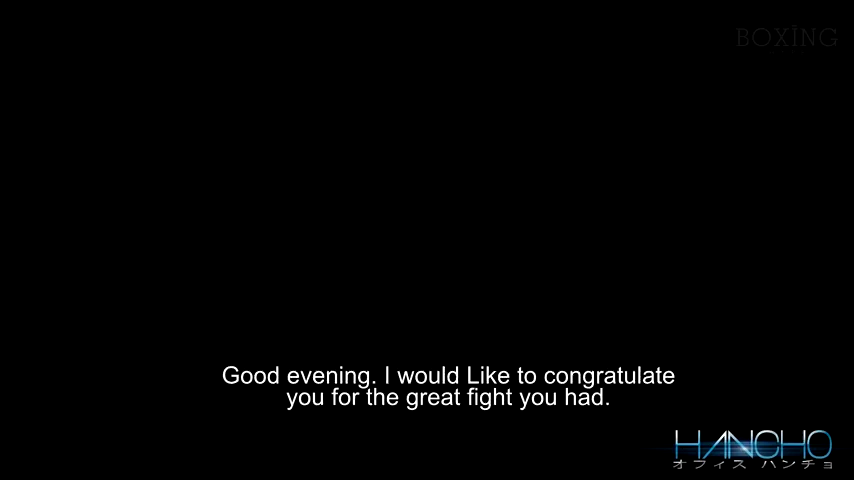 BOXING
Good evening. I would Like to congratulate
you for the great fight you had.
HANCHO
オフィス ハンチョ